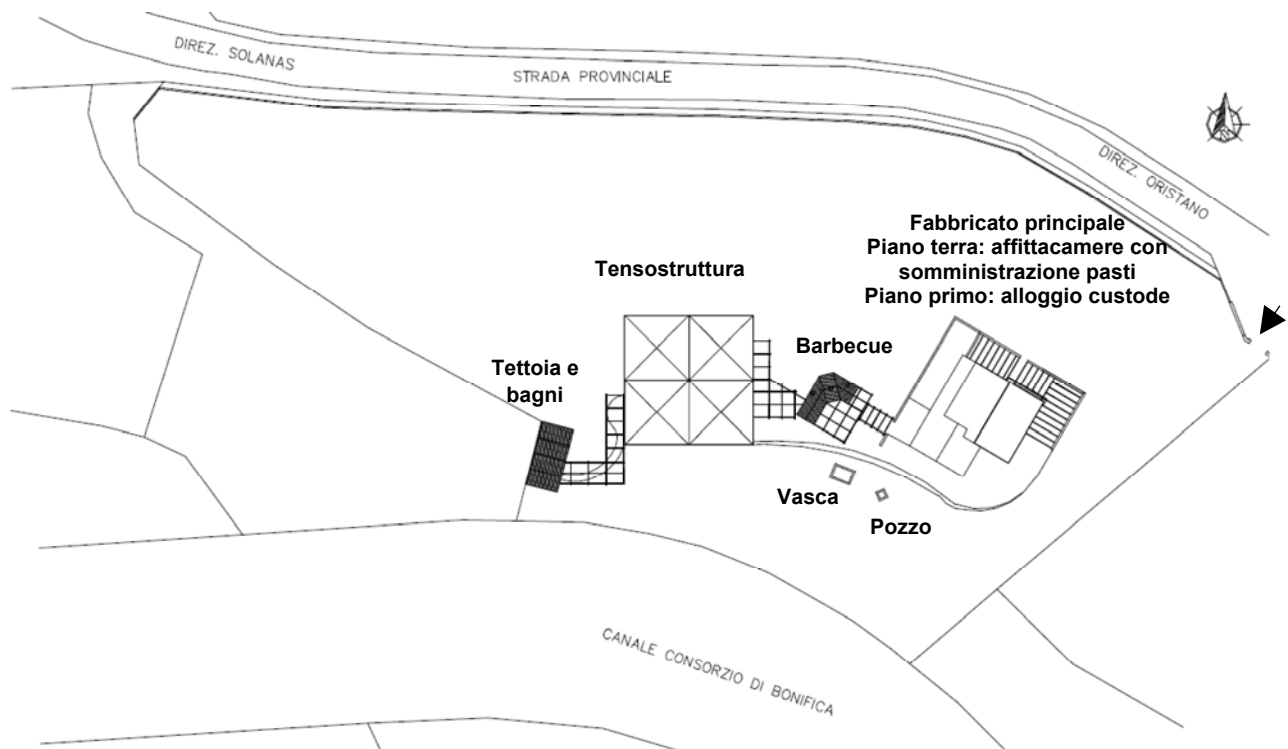 DIREZ. SOLANAS
STRADA PROVINCIALE
DIREZ. ORISTANO
Fabbricato principale
Piano terra: affittacamere con
somministrazione pasti
Piano primo: alloggio custode
Tensostruttura
Barbecue
Tettoia e
bagni
Vasca
Pozzo
CANALE CONSORZIO DI BONIFICA